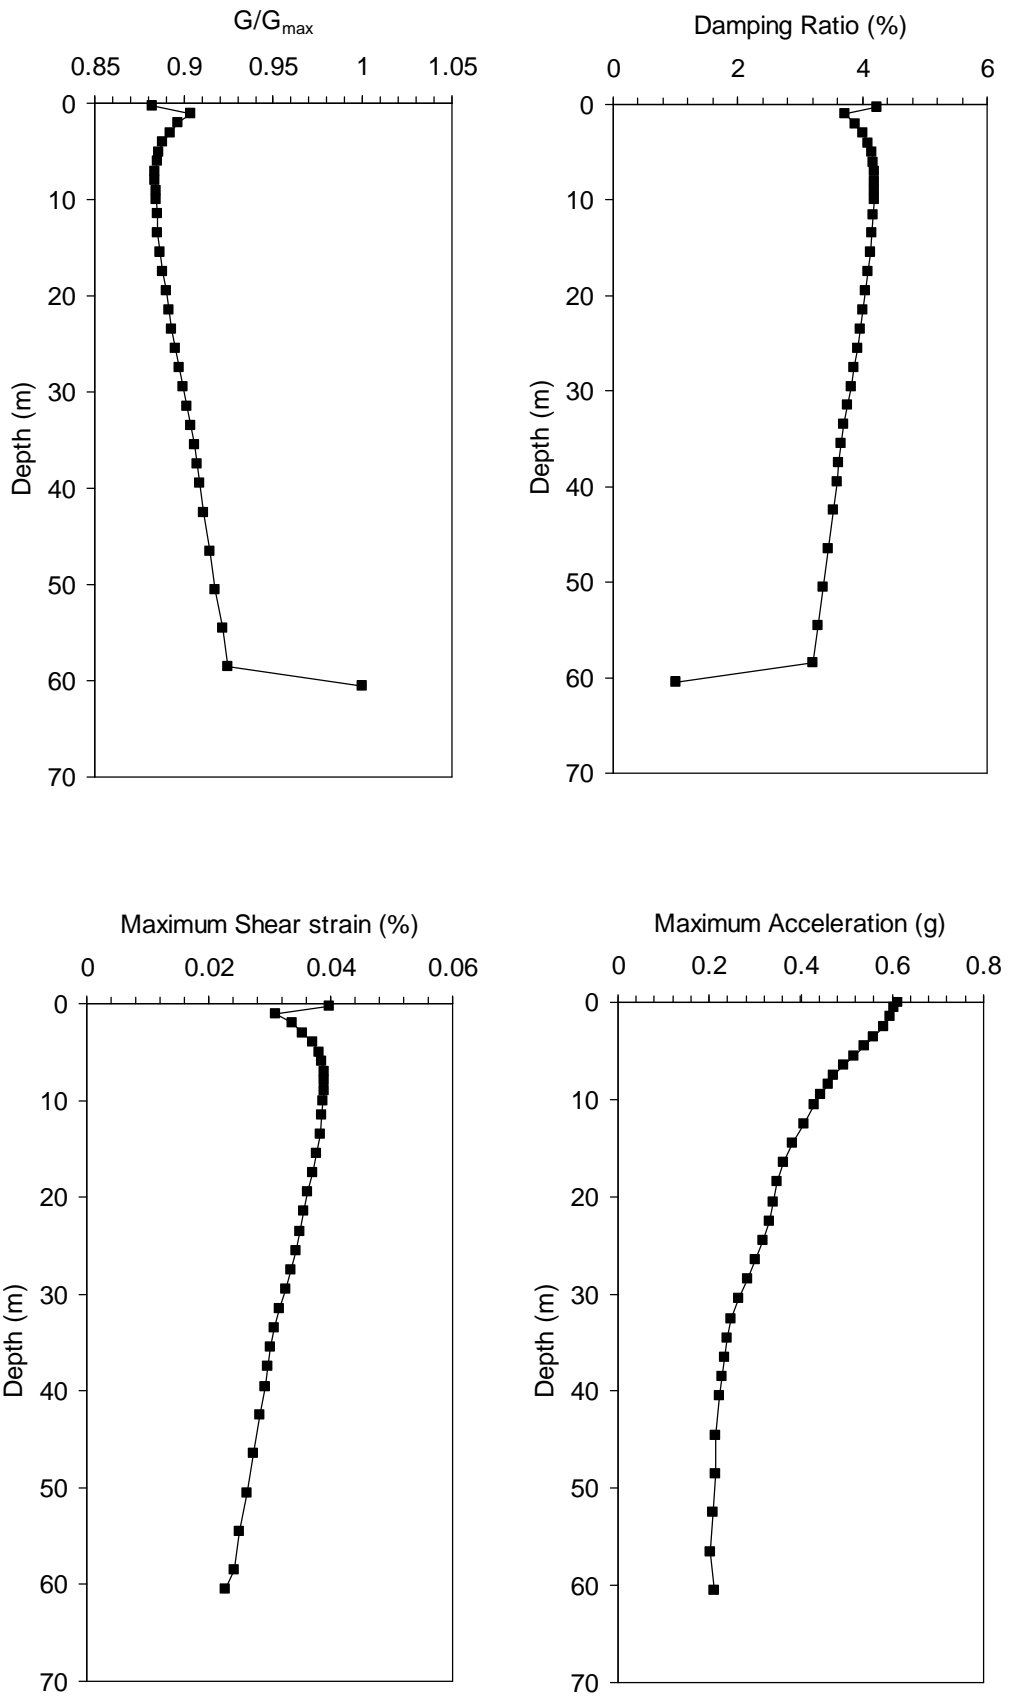 G/Gmax
0.85 0.9 0.95 1 1.05
0
10
20
30
40
50
60
70
Depth (m)
Damping Ratio (%)
0 2 4 6
0
10
20
30
40
50
60
70
Depth (m)
Maximum Shear strain (%)
0 0.02 0.04 0.06
0
10
20
30
40
50
60
70
Depth (m)
Maximum Acceleration (g)
0 0.2 0.4 0.6 0.8
0
10
20
30
40
50
60
70
Depth (m)